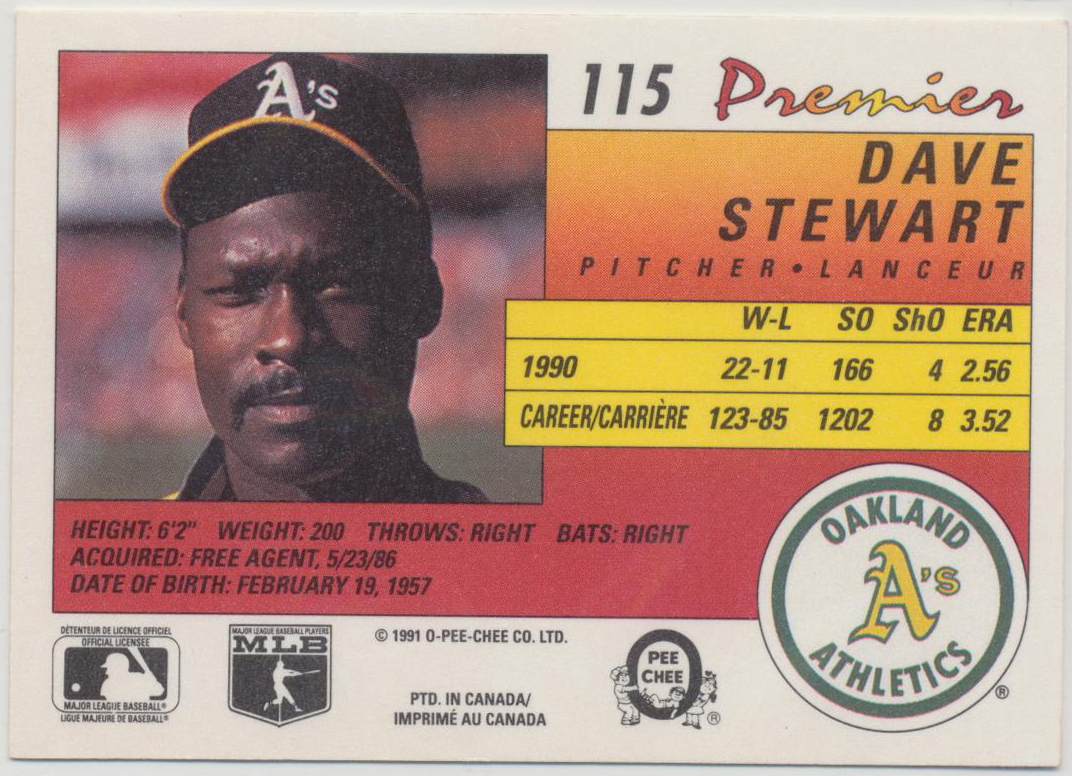 A's
115 Premier
DAVE
STEWART
PITCHER•LANCEUR
W-L SO ShO ERA
1990 22-11 166 4 2.56
CAREER/CARRIÈRE 123-85 1202 8 3.52
HEIGHT: 6'2" WEIGHT: 200 THROWS: RIGHT BATS: RIGHT
ACQUIRED: FREE AGENT, 5/23/86
DATE OF BIRTH: FEBRUARY 19, 1957
OAKLAND
A's
ATHLETICS
®
DÉTENTEUR DE LICENCE OFFICIEL
OFFICIAL LICENSEE
MAJOR LEAGUE BASEBALL®
LIGUE MAJEURE DE BASEBALL®
MAJOR LEAGUE BASEBALL PLAYERS
MLB
© 1991 O-PEE-CHEE CO. LTD.
PTD. IN CANADA/
IMPRIMÉ AU CANADA
O
PEE
CHEE
®